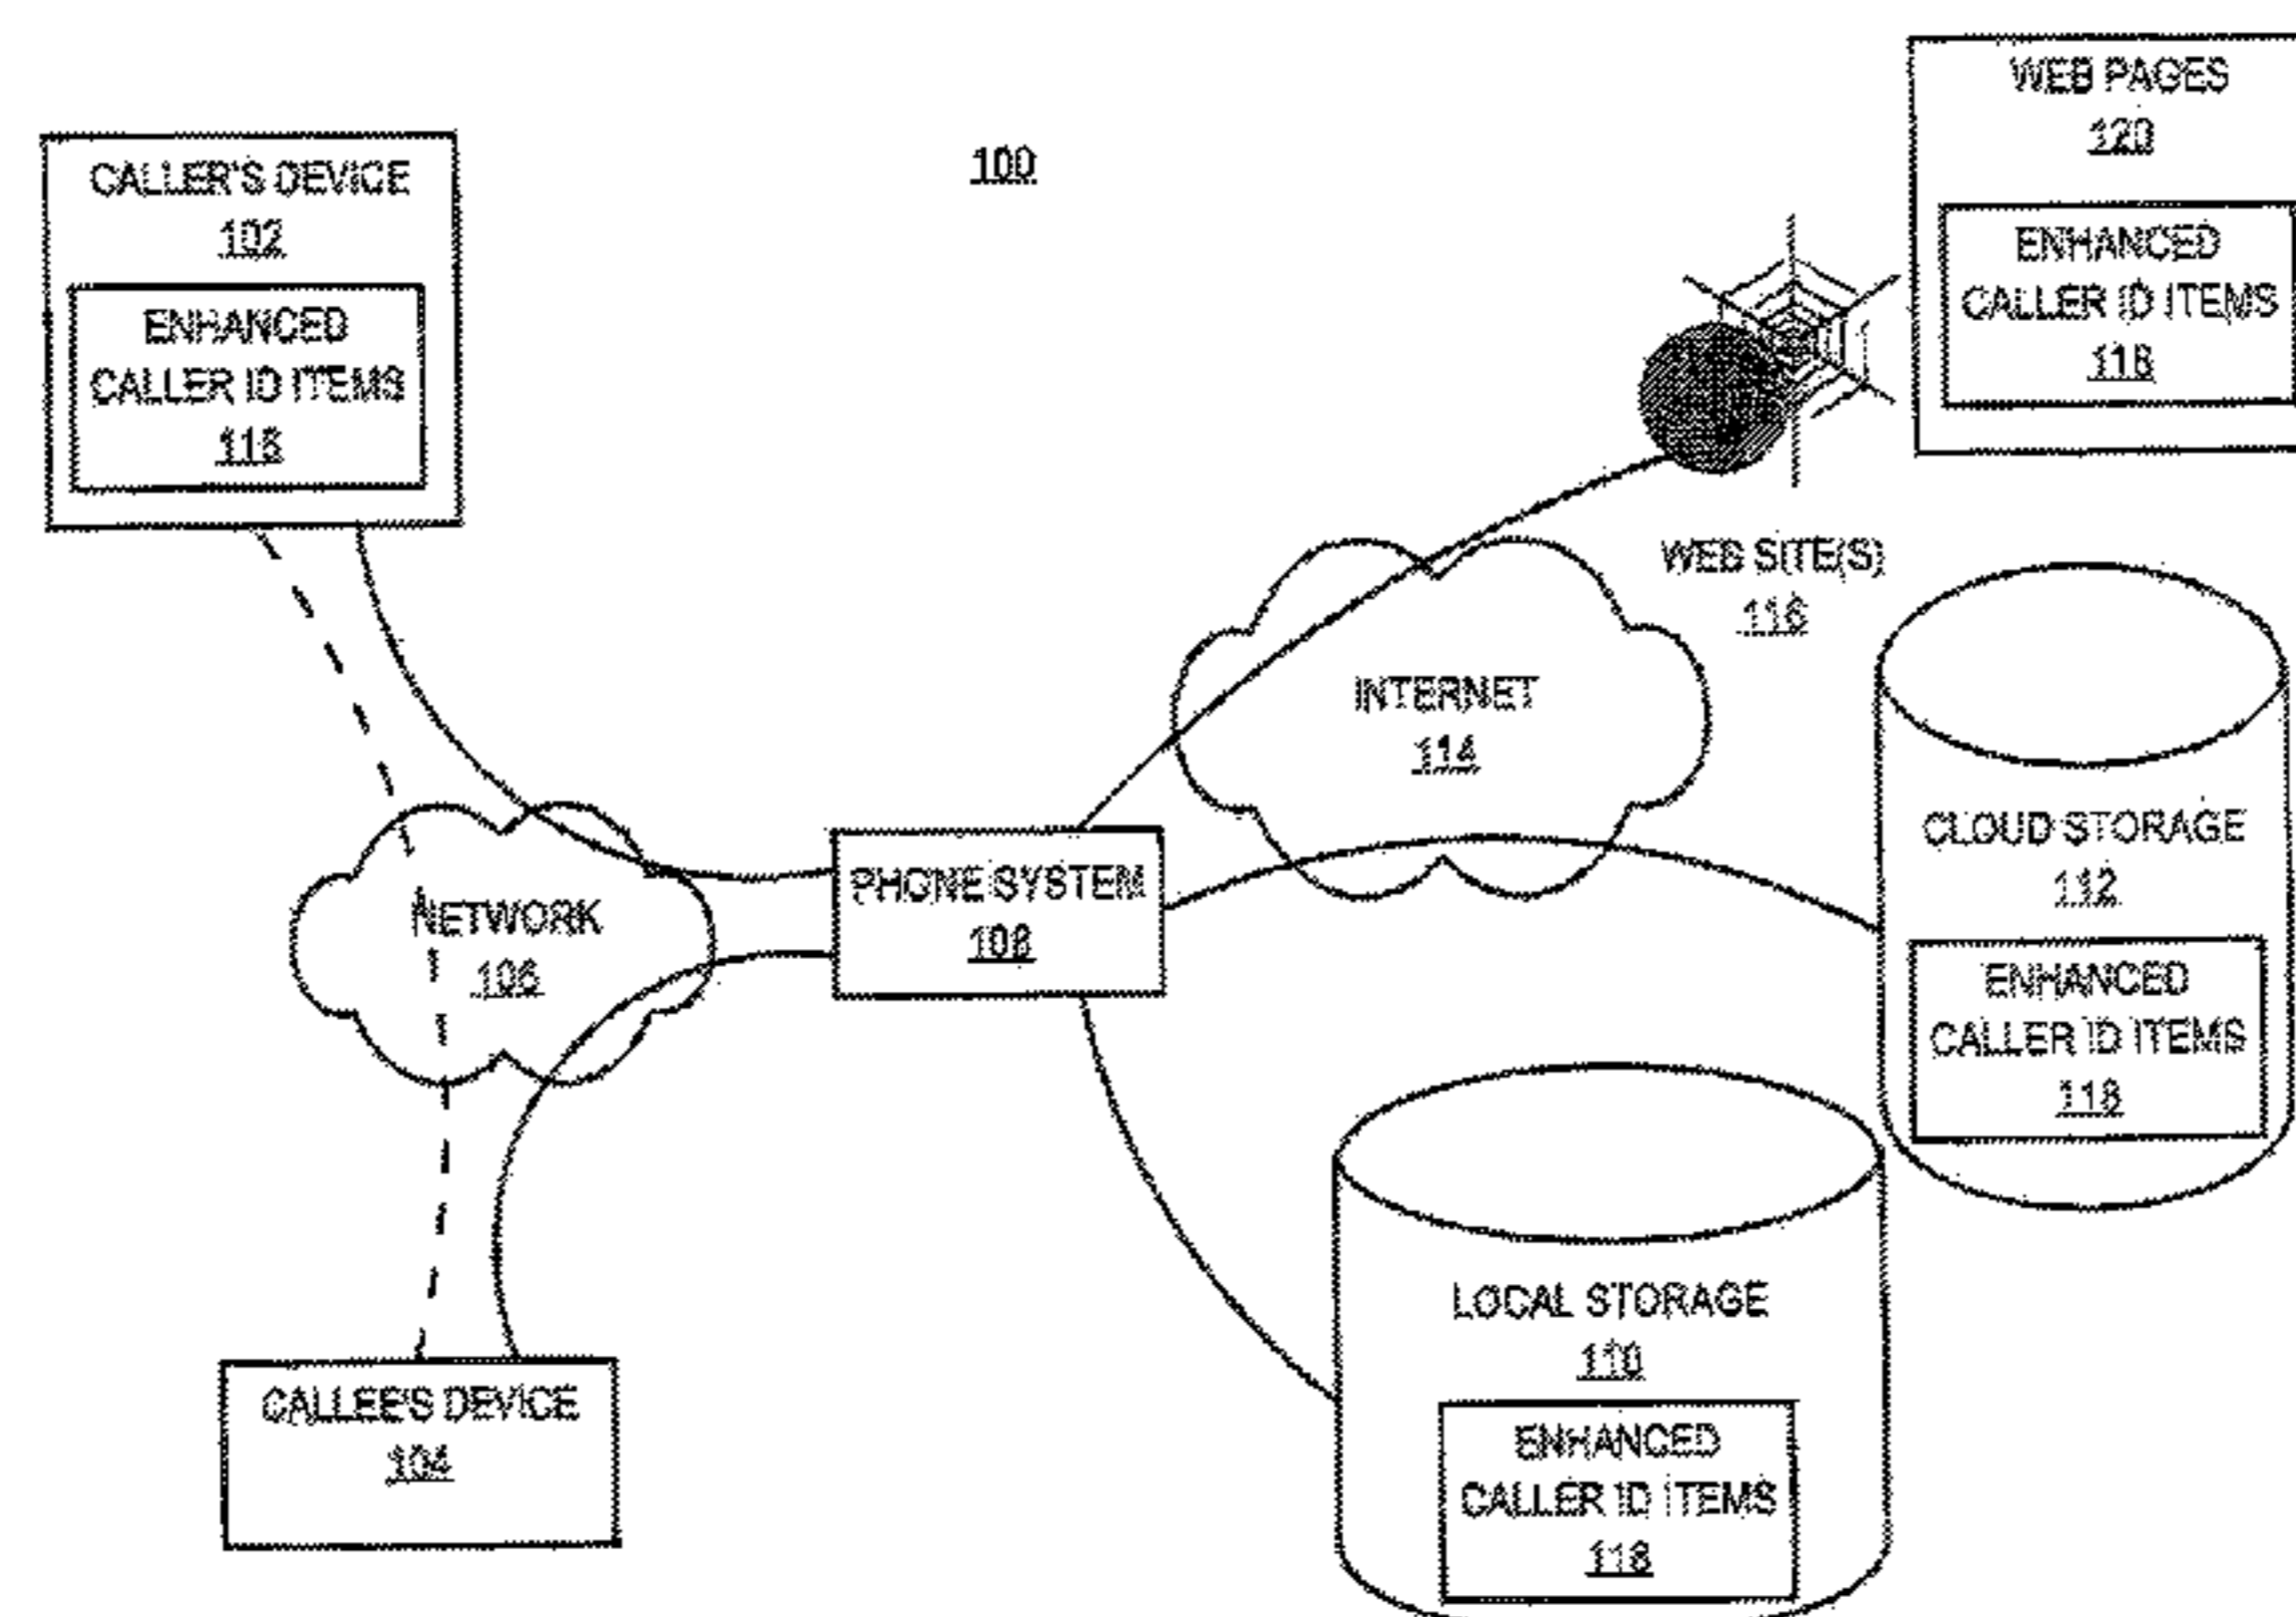 100
CALLER'S DEVICE
102
ENHANCED
CALLER ID ITEMS
118
WEB PAGES
120
ENHANCED
CALLER ID ITEMS
118
WEB SITE(S)
116
INTERNET
114
NETWORK
106
PHONE SYSTEM
108
CLOUD STORAGE
112
ENHANCED
CALLER ID ITEMS
118
CALLEE'S DEVICE
104
LOCAL STORAGE
110
ENHANCED
CALLER ID ITEMS
118